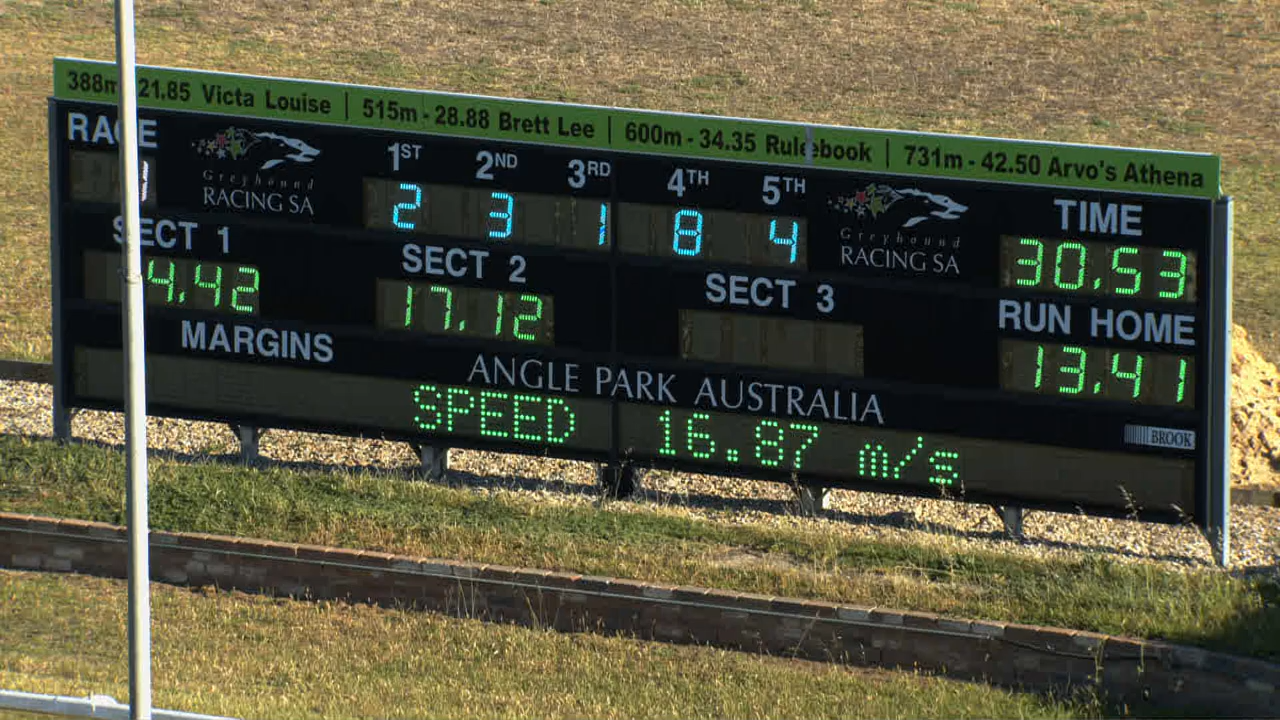 388m 21.85 Victa Louise | 515m - 28.88 Brett Lee | 600m - 34.35 Rulebook | 731m - 42.50 Arvo's Athena
RACE
1
Greyhound
RACING SA
1ST 2ND 3RD 4TH 5TH
2 3 1 8 4
Greyhound
RACING SA
TIME
30.53
SECT 1
4.42
SECT 2
17.12
SECT 3
RUN HOME
13.41
MARGINS
ANGLE PARK AUSTRALIA
SPEED 16.87 m/s
BROOK